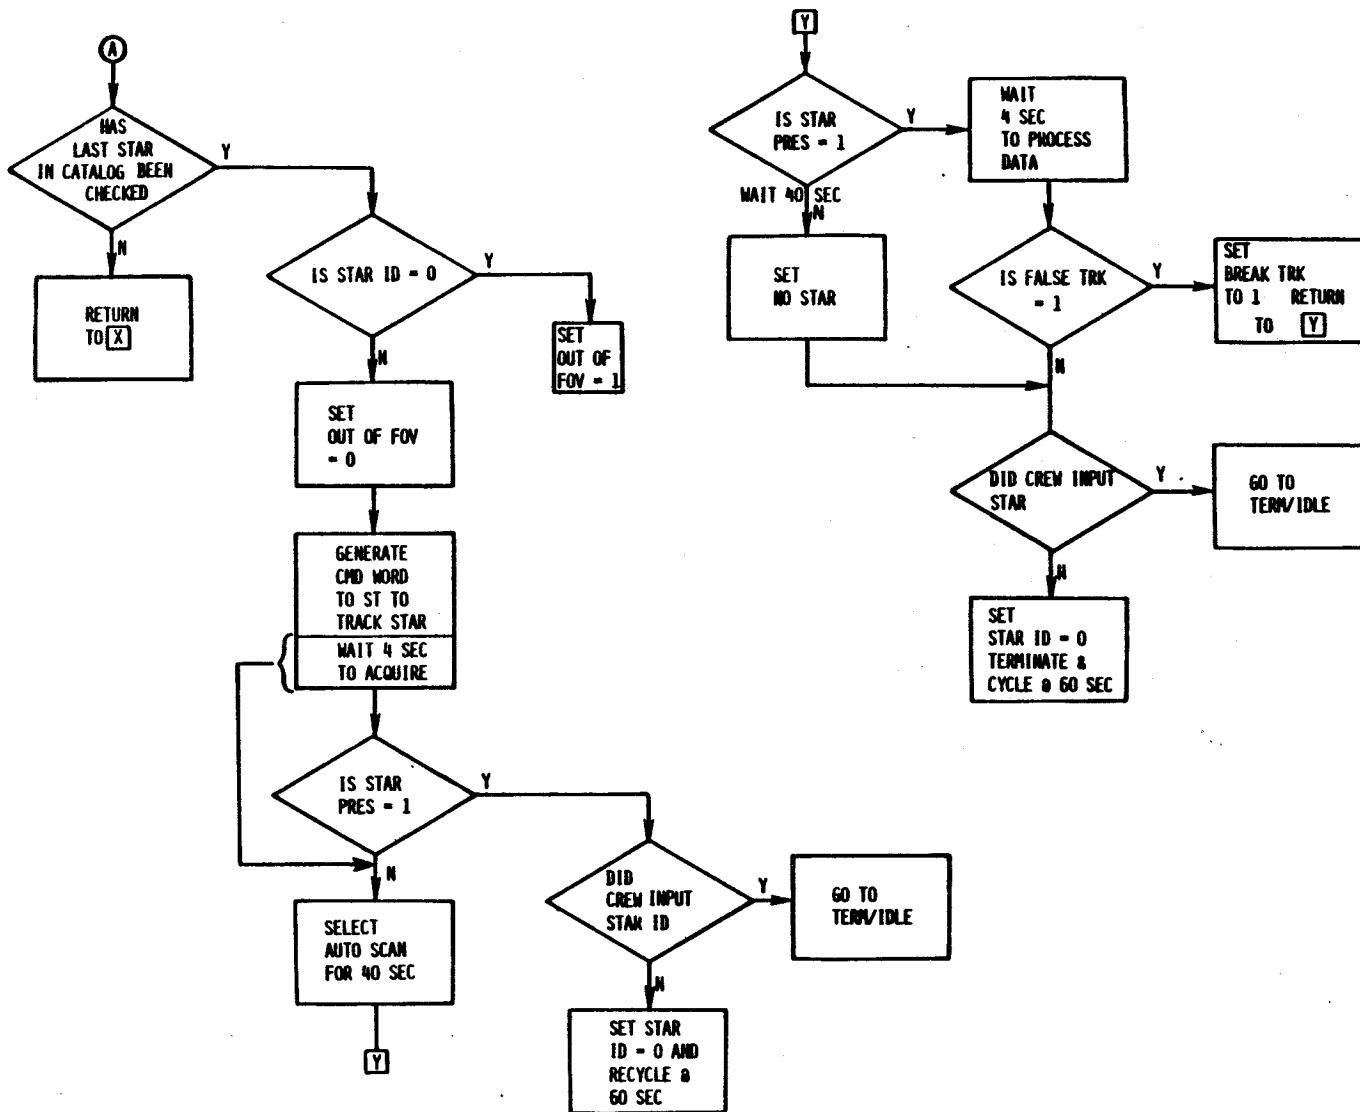 A
HAS
LAST STAR
IN CATALOG BEEN
CHECKED
Y
N
RETURN
TO X
IS STAR ID = 0
Y
SET
OUT OF
FOV = 1
N
SET
OUT OF FOV
= 0
GENERATE
CMD WORD
TO ST TO
TRACK STAR
WAIT 4 SEC
TO ACQUIRE
IS STAR
PRES = 1
Y
N
SELECT
AUTO SCAN
FOR 40 SEC
Y
DID
CREW INPUT
STAR ID
Y
GO TO
TERM/IDLE
N
SET STAR
ID = 0 AND
RECYCLE @
60 SEC
Y
IS STAR
PRES = 1
Y
WAIT
4 SEC
TO PROCESS
DATA
WAIT 40 SEC
N
SET
NO STAR
IS FALSE TRK
= 1
Y
SET
BREAK TRK
TO 1 RETURN
TO Y
N
DID CREW INPUT
STAR
Y
GO TO
TERM/IDLE
N
SET
STAR ID = 0
TERMINATE &
CYCLE @ 60 SEC